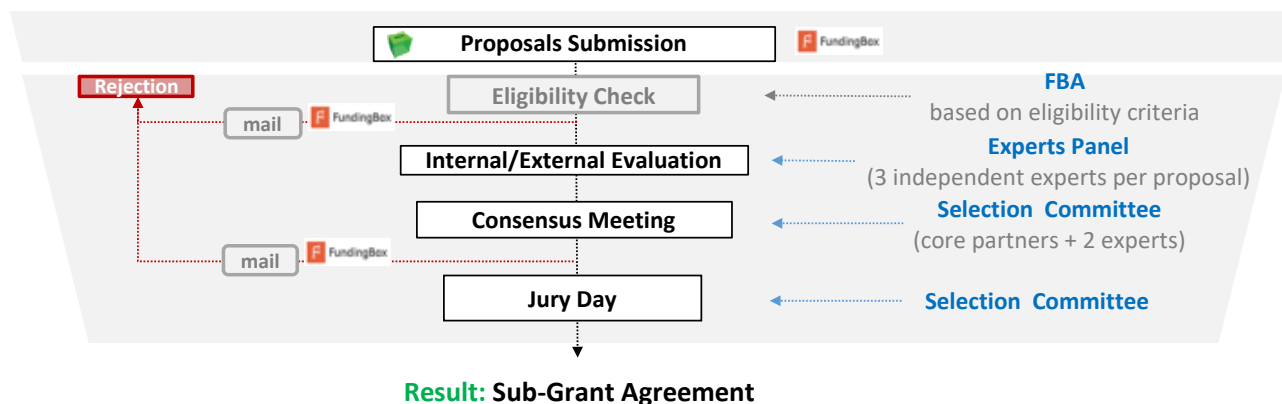 Proposals Submission
F FundingBox
Rejection
Eligibility Check
FBA
based on eligibility criteria
mail
F FundingBox
Internal/External Evaluation
Experts Panel
(3 independent experts per proposal)
Consensus Meeting
Selection Committee
(core partners + 2 experts)
mail
F FundingBox
Jury Day
Selection Committee
Result: Sub-Grant Agreement